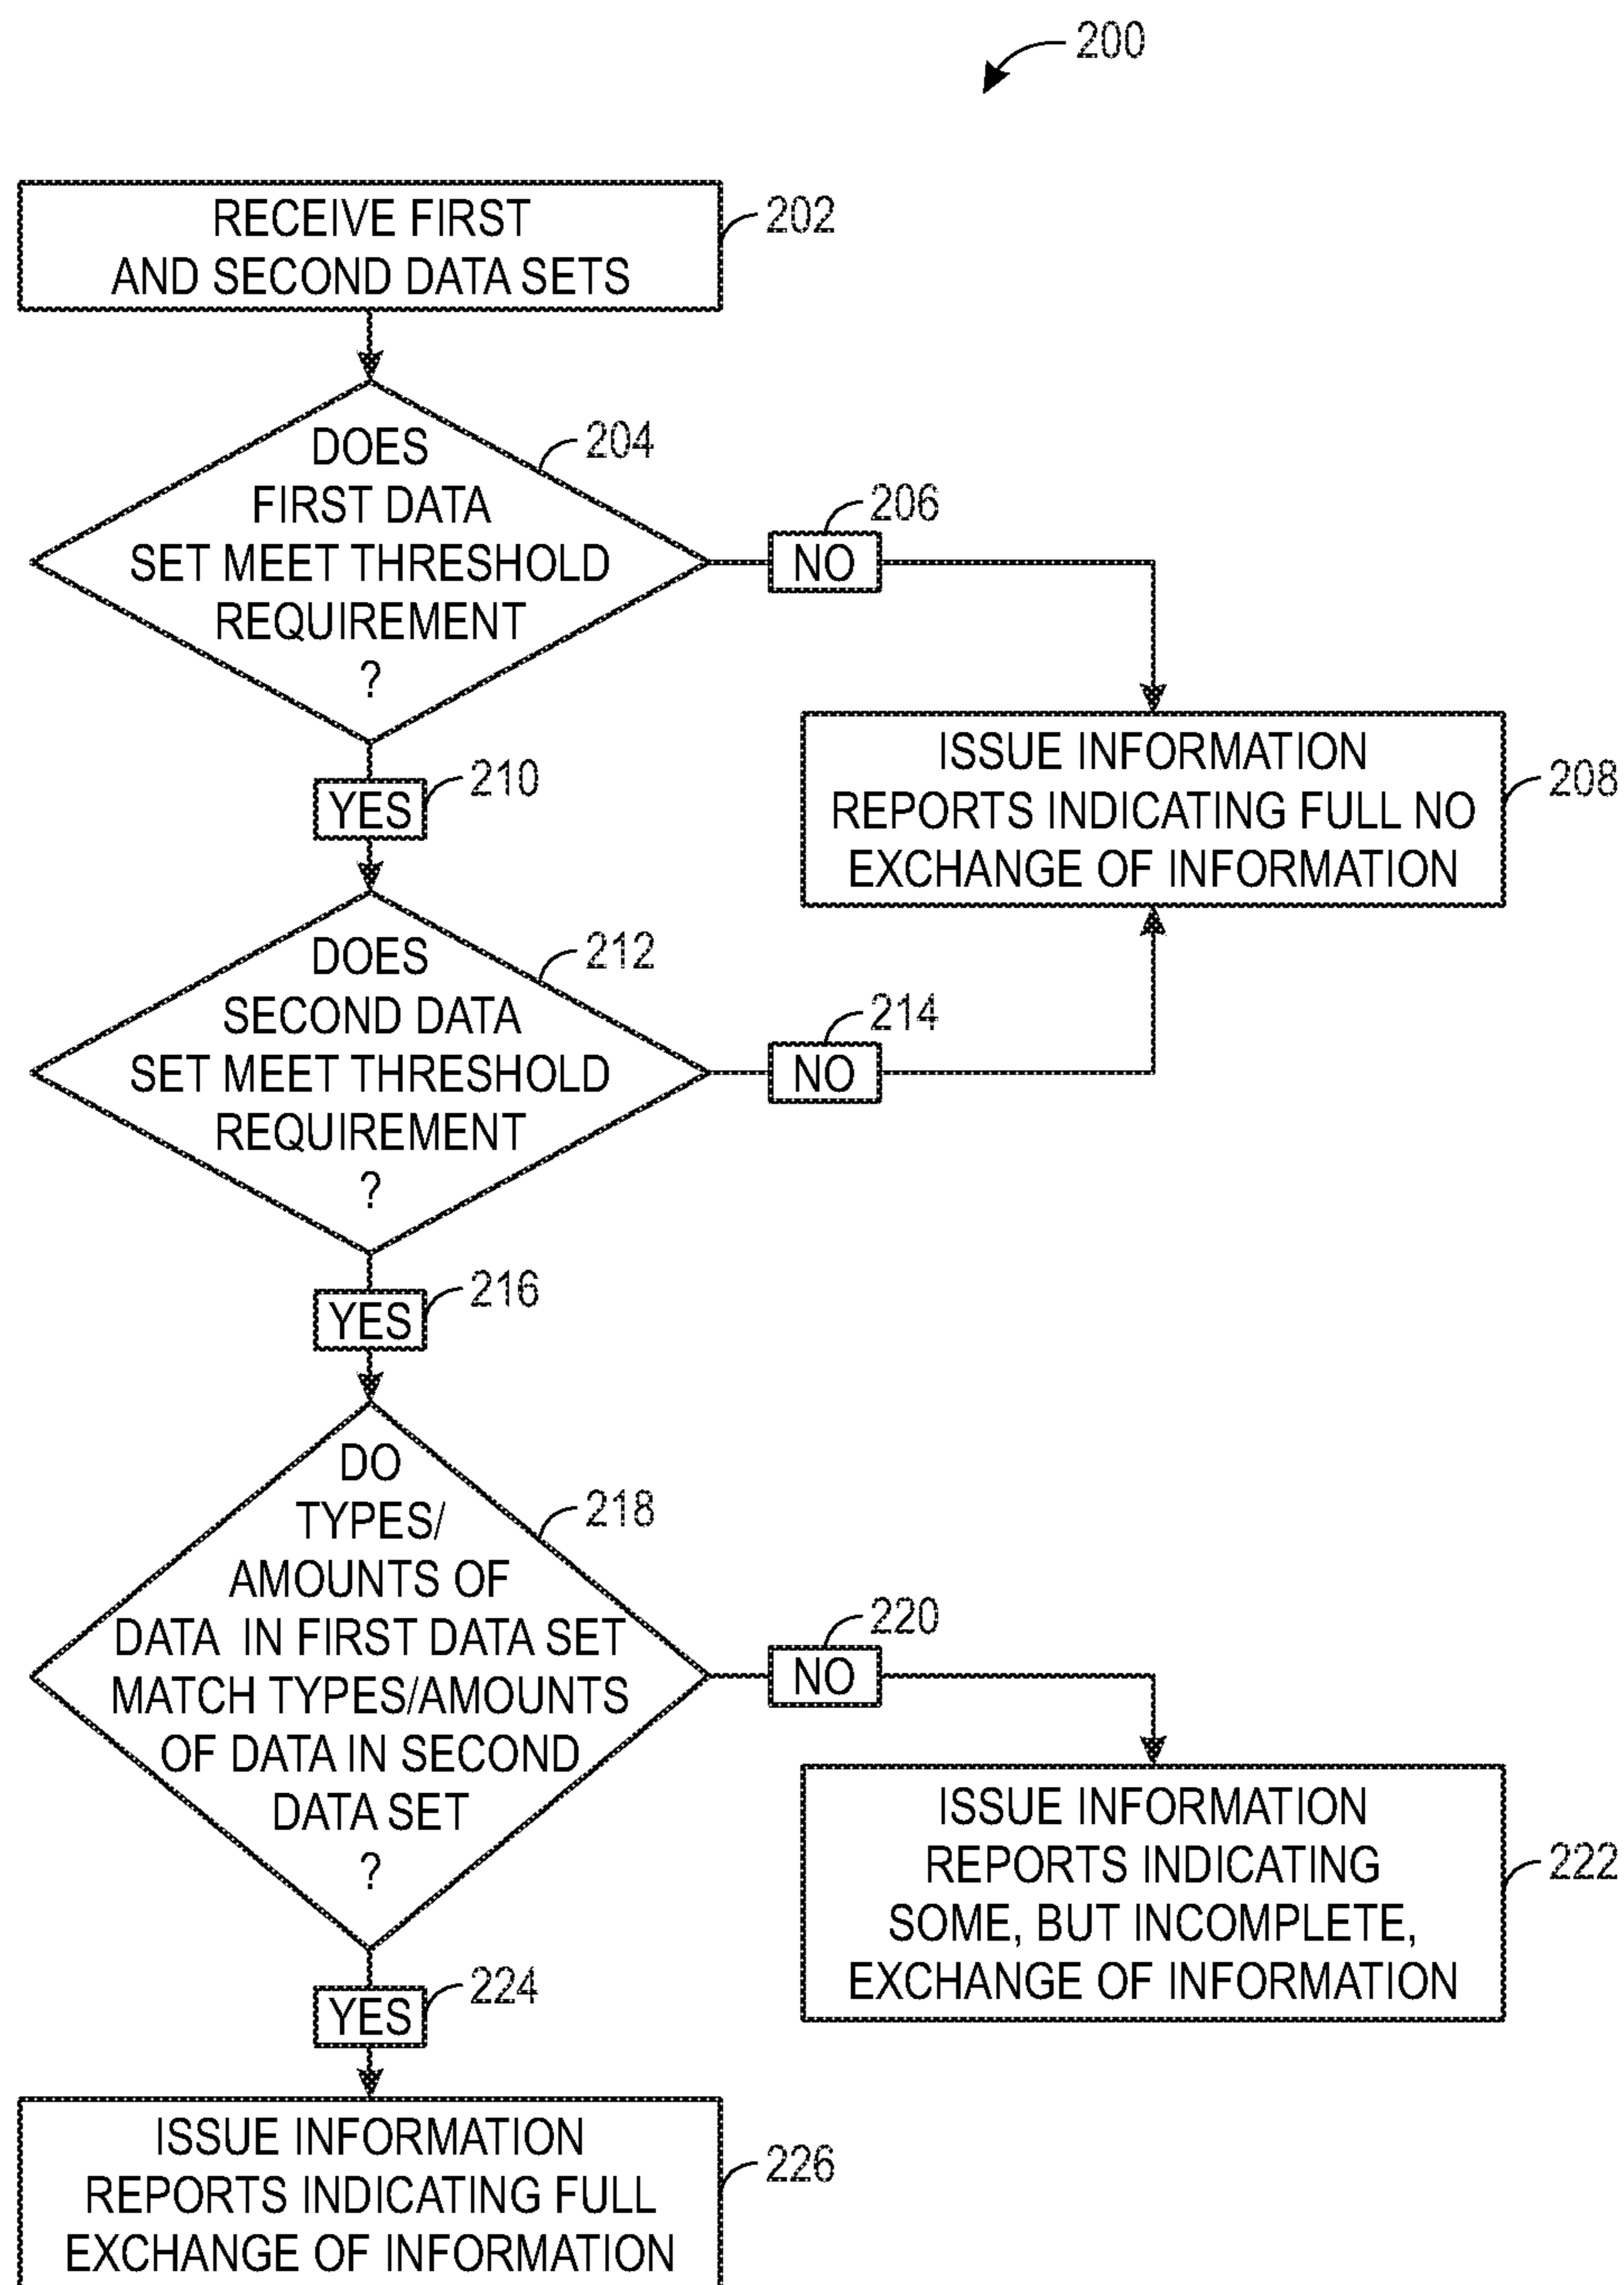 200
RECEIVE FIRST
AND SECOND DATA SETS
202
DOES
FIRST DATA
SET MEET THRESHOLD
REQUIREMENT
?
204
206
NO
ISSUE INFORMATION
REPORTS INDICATING FULL NO
EXCHANGE OF INFORMATION
208
YES
210
DOES
SECOND DATA
SET MEET THRESHOLD
REQUIREMENT
?
212
214
NO
YES
216
DO
TYPES/
AMOUNTS OF
DATA IN FIRST DATA SET
MATCH TYPES/AMOUNTS
OF DATA IN SECOND
DATA SET
?
218
220
NO
ISSUE INFORMATION
REPORTS INDICATING
SOME, BUT INCOMPLETE,
EXCHANGE OF INFORMATION
222
YES
224
ISSUE INFORMATION
REPORTS INDICATING FULL
EXCHANGE OF INFORMATION
226